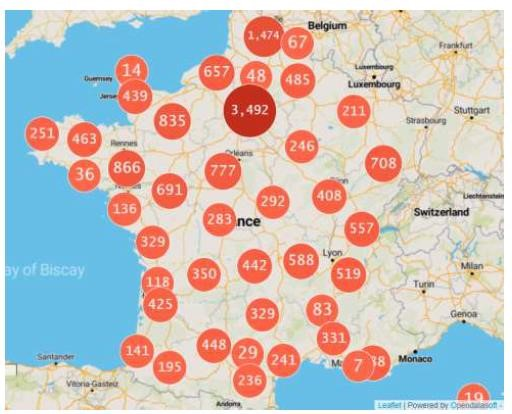 1,474
67
Belgium
Frankfurt
14
657
48
485
Luxembourg
Luxembourg
Guernsey
439
3,492
835
211
Stuttgart
Strasbourg
251
463
Rennes
246
Orléans
708
36
866
777
691
408
136
292
283
Liechtenstein
Switzerland
557
329
Lyon
442
588
519
Milan
ay of Biscay
350
118
425
Turin
329
83
Genoa
331
141
448
29
241
Santander
195
7
Monaco
236
Vitoria-Gasteiz
Andorra
19
Leaflet | Powered by Opendatasoft -